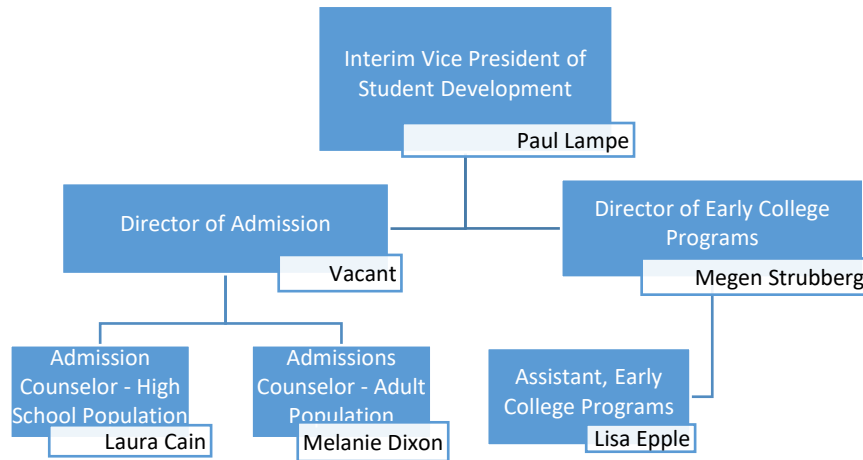 Interim Vice President of
Student Development
Paul Lampe
Director of Admission
Vacant
Director of Early College
Programs
Megen Strubberg
Admission
Counselor - High
School Population
Laura Cain
Admissions
Counselor - Adult
Population
Melanie Dixon
Assistant, Early
College Programs
Lisa Epple